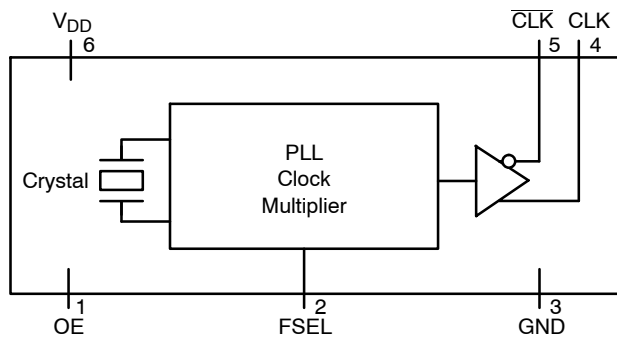 VDD
6
CLK CLK
5 4
PLL
Clock
Multiplier
Crystal
1 2 3
OE FSEL GND